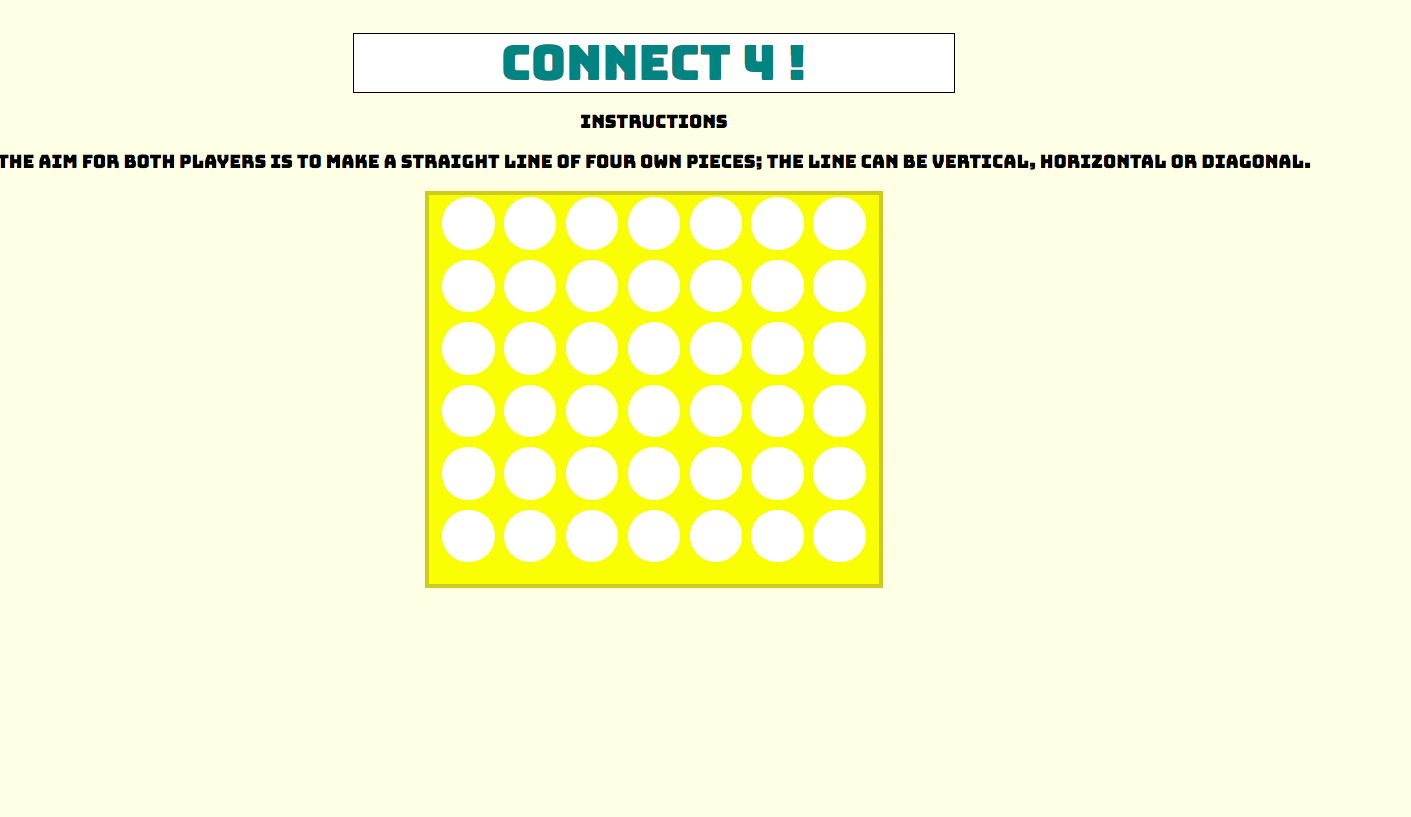 CONNECT 4 !
INSTRUCTIONS
THE AIM FOR BOTH PLAYERS IS TO MAKE A STRAIGHT LINE OF FOUR OWN PIECES; THE LINE CAN BE VERTICAL, HORIZONTAL OR DIAGONAL.